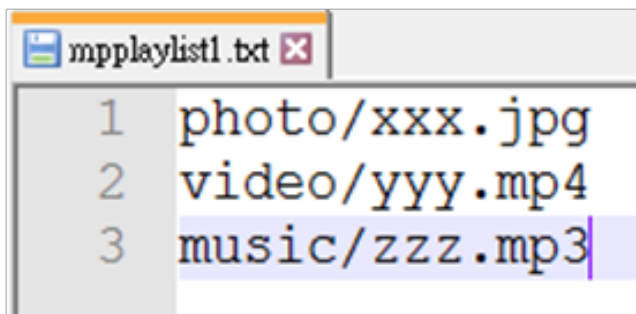 mpplaylist1.txt
1 photo/xxx.jpg
2 video/yyy.mp4
3 music/zzz.mp3